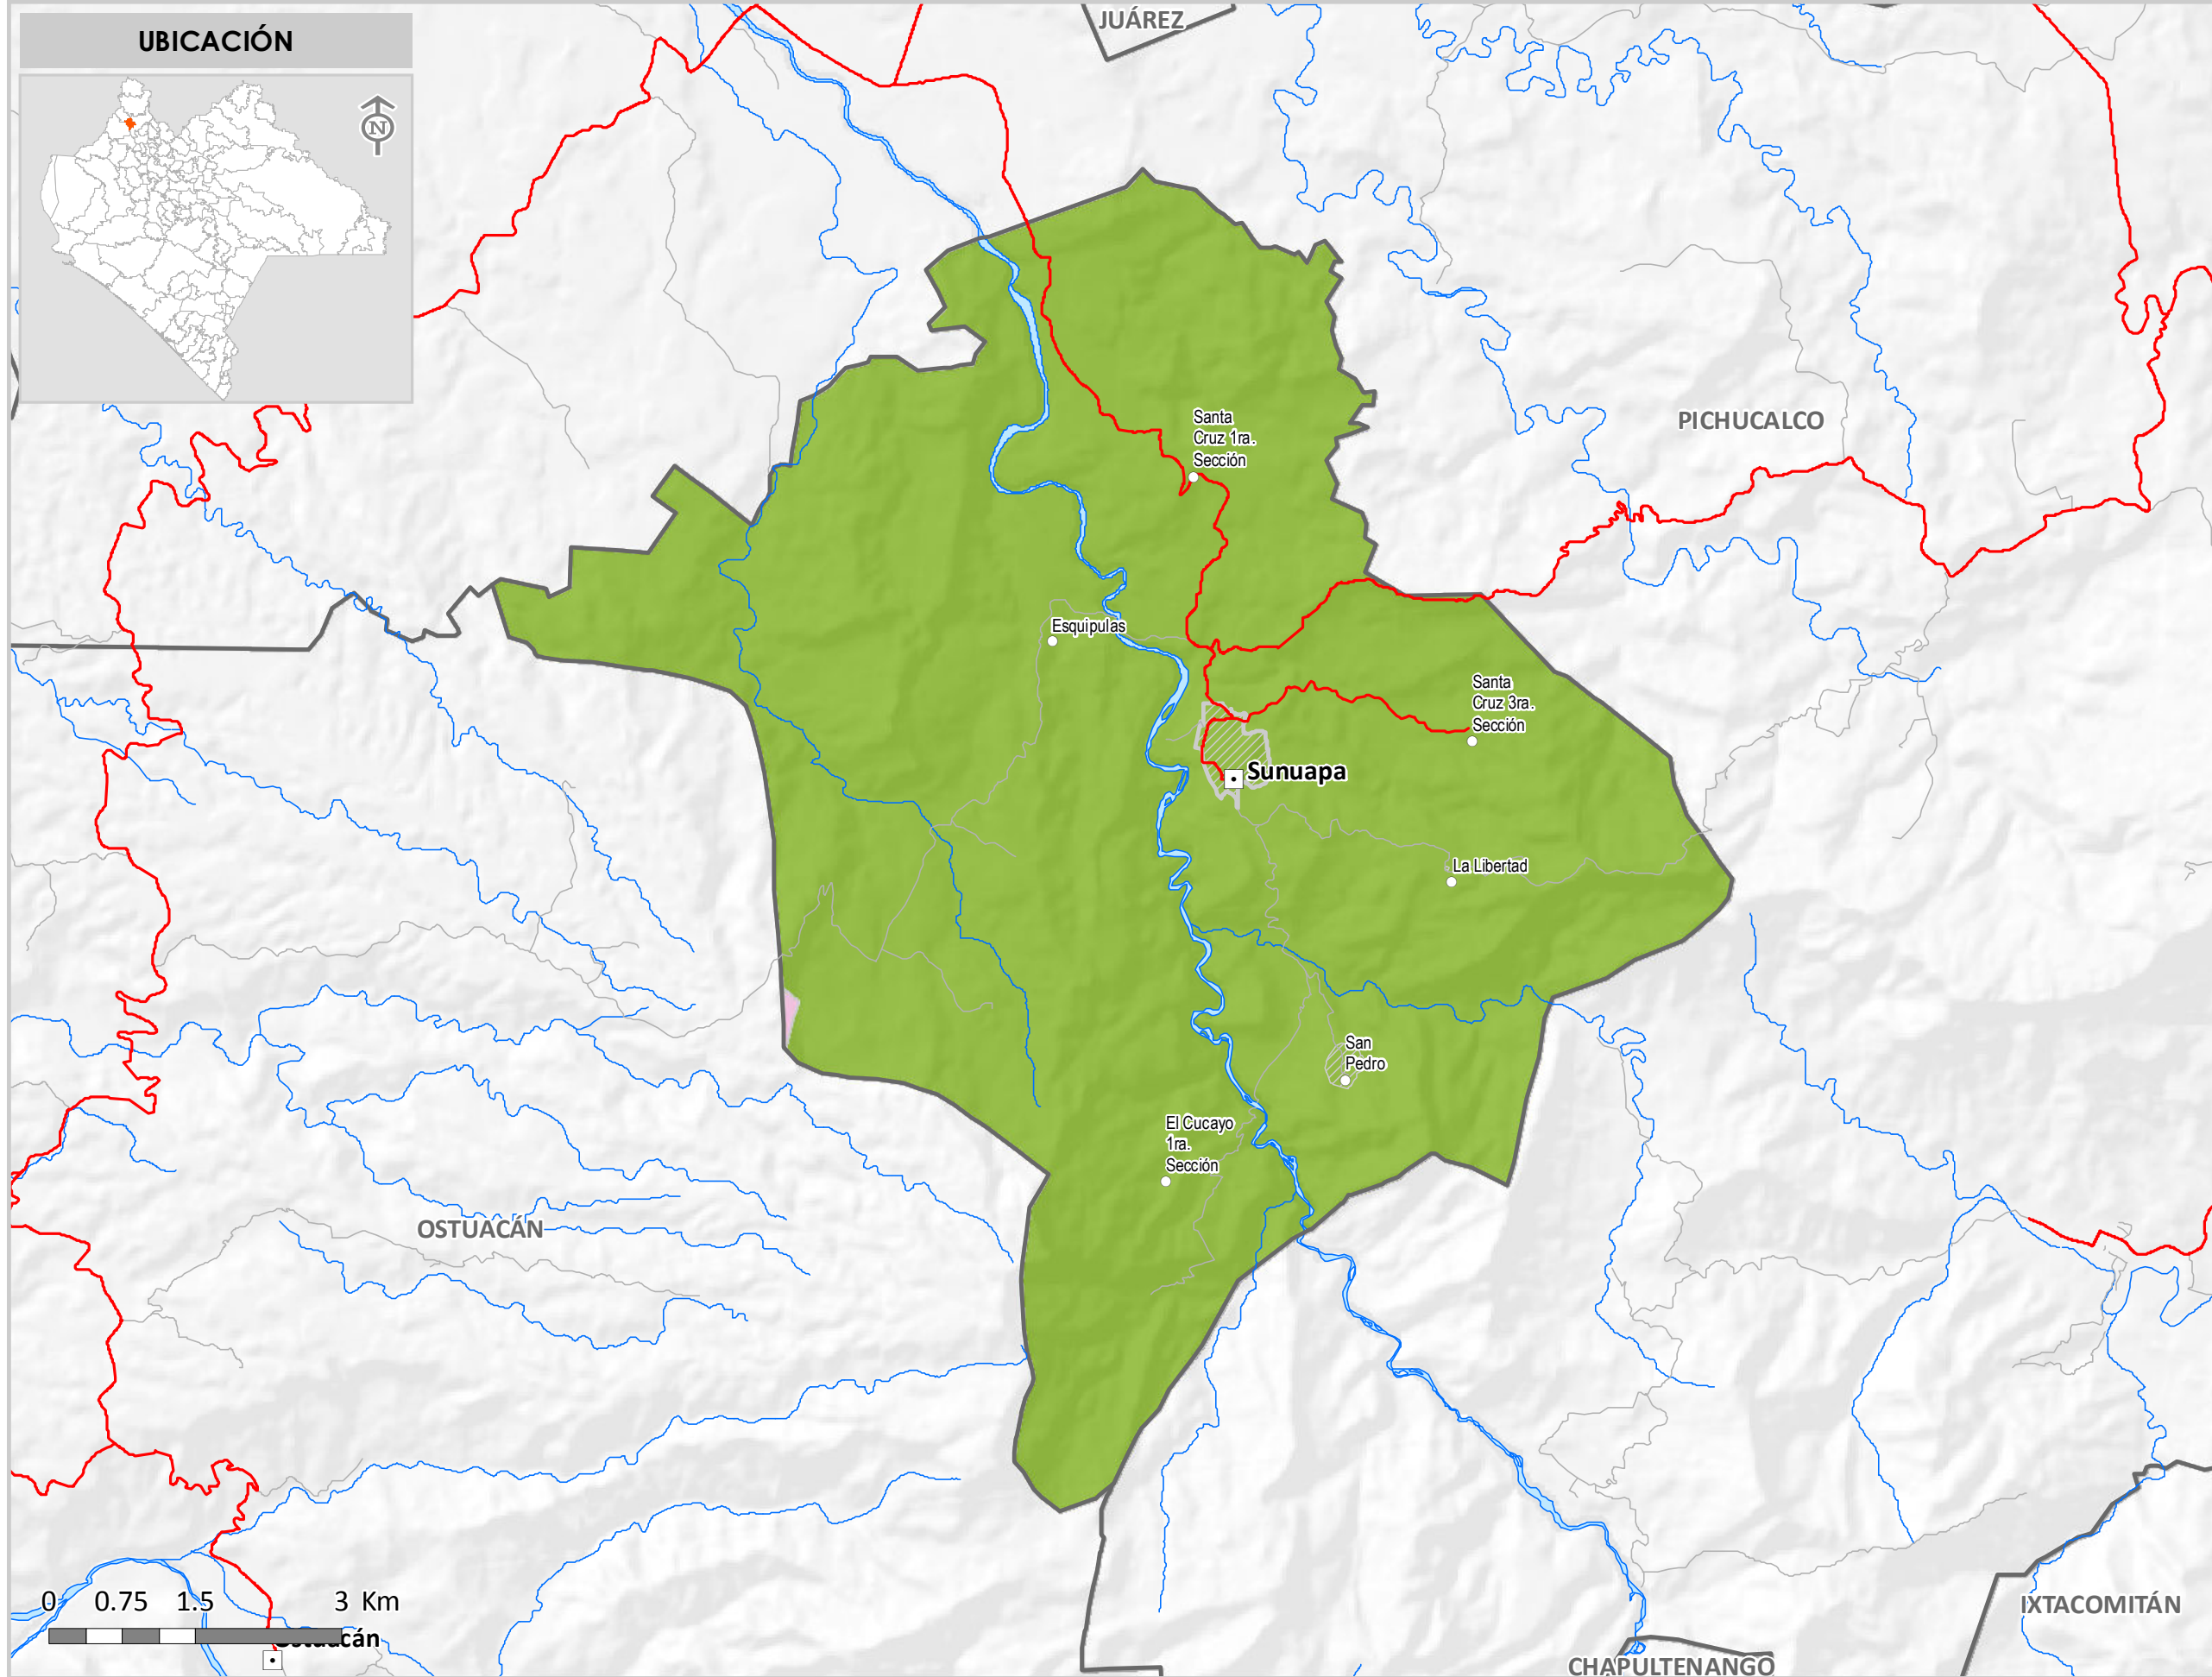 UBICACIÓN
N
JUÁREZ
PICHUCALCO
Santa
Cruz 1ra.
Sección
Esquipulas
Santa
Cruz 3ra.
Sección
Sunuapa
La Libertad
San
Pedro
El Cucayo
1ra.
Sección
OSTUACÁN
0 0.75 1.5 3 Km
Ostuacán
IXTACOMITÁN
CHAPULTENANGO